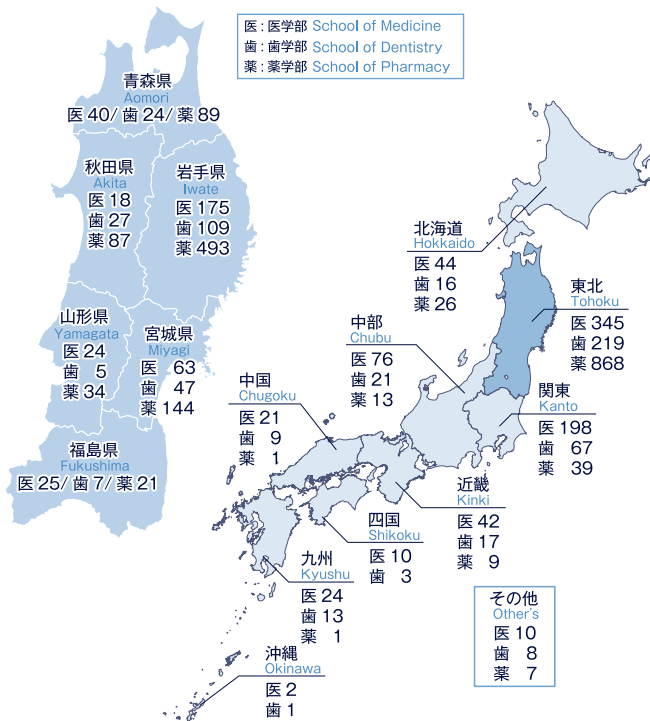 医 : 医学部 School of Medicine
歯 : 歯学部 School of Dentistry
薬 : 薬学部 School of Pharmacy
青森県
Aomori
医 40/ 歯 24/ 薬 89
秋田県
Akita
医 18
歯 27
薬 87
岩手県
Iwate
医 175
歯 109
薬 493
山形県
Yamagata
医 24
歯 5
薬 34
宮城県
Miyagi
医 63
歯 47
薬 144
福島県
Fukushima
医 25/ 歯 7/ 薬 21
北海道
Hokkaido
医 44
歯 16
薬 26
東北
Tohoku
医 345
歯 219
薬 868
中部
Chubu
医 76
歯 21
薬 13
関東
Kanto
医 198
歯 67
薬 39
中国
Chugoku
医 21
歯 9
薬 1
近畿
Kinki
医 42
歯 17
薬 9
四国
Shikoku
医 10
歯 3
九州
Kyushu
医 24
歯 13
薬 1
沖縄
Okinawa
医 2
歯 1
その他
Other's
医 10
歯 8
薬 7